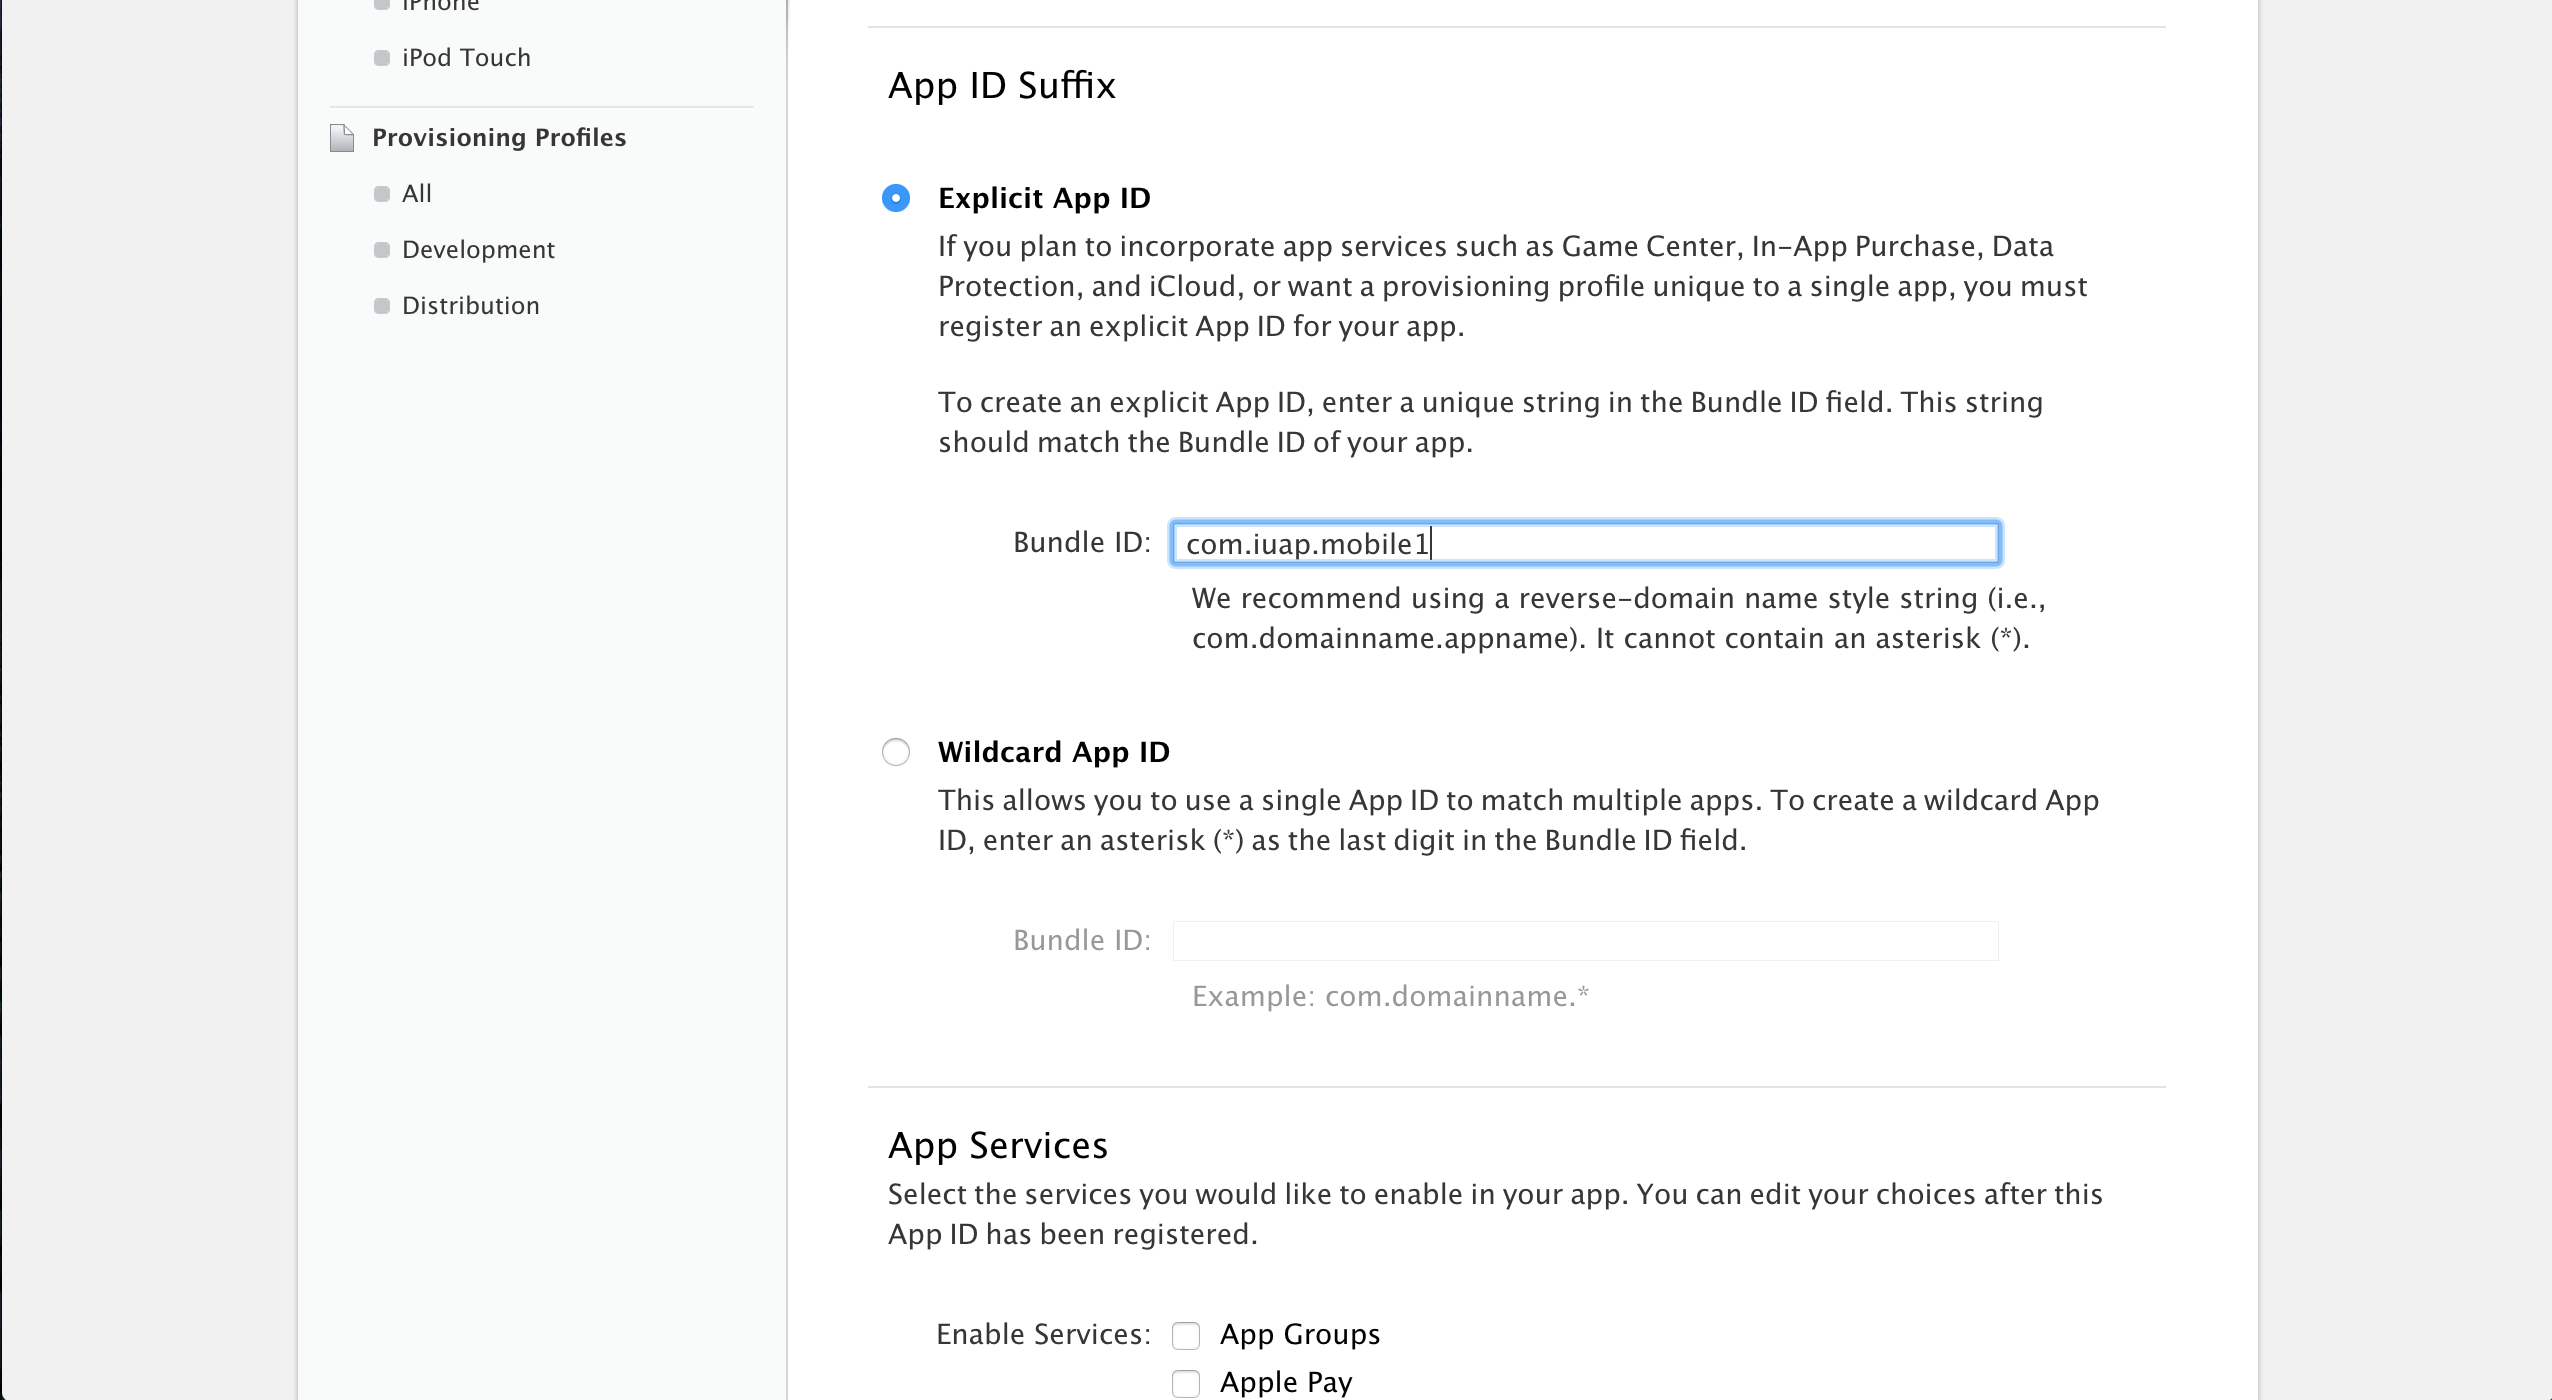 iPhone
iPod Touch
Provisioning Profiles
All
Development
Distribution
App ID Suffix
Explicit App ID
If you plan to incorporate app services such as Game Center, In-App Purchase, Data
Protection, and iCloud, or want a provisioning profile unique to a single app, you must
register an explicit App ID for your app.
To create an explicit App ID, enter a unique string in the Bundle ID field. This string
should match the Bundle ID of your app.
Bundle ID: com.iuap.mobile1
We recommend using a reverse-domain name style string (i.e.,
com.domainname.appname). It cannot contain an asterisk (*).
Wildcard App ID
This allows you to use a single App ID to match multiple apps. To create a wildcard App
ID, enter an asterisk (*) as the last digit in the Bundle ID field.
Bundle ID:
Example: com.domainname.*
App Services
Select the services you would like to enable in your app. You can edit your choices after this
App ID has been registered.
Enable Services: App Groups
Apple Pay